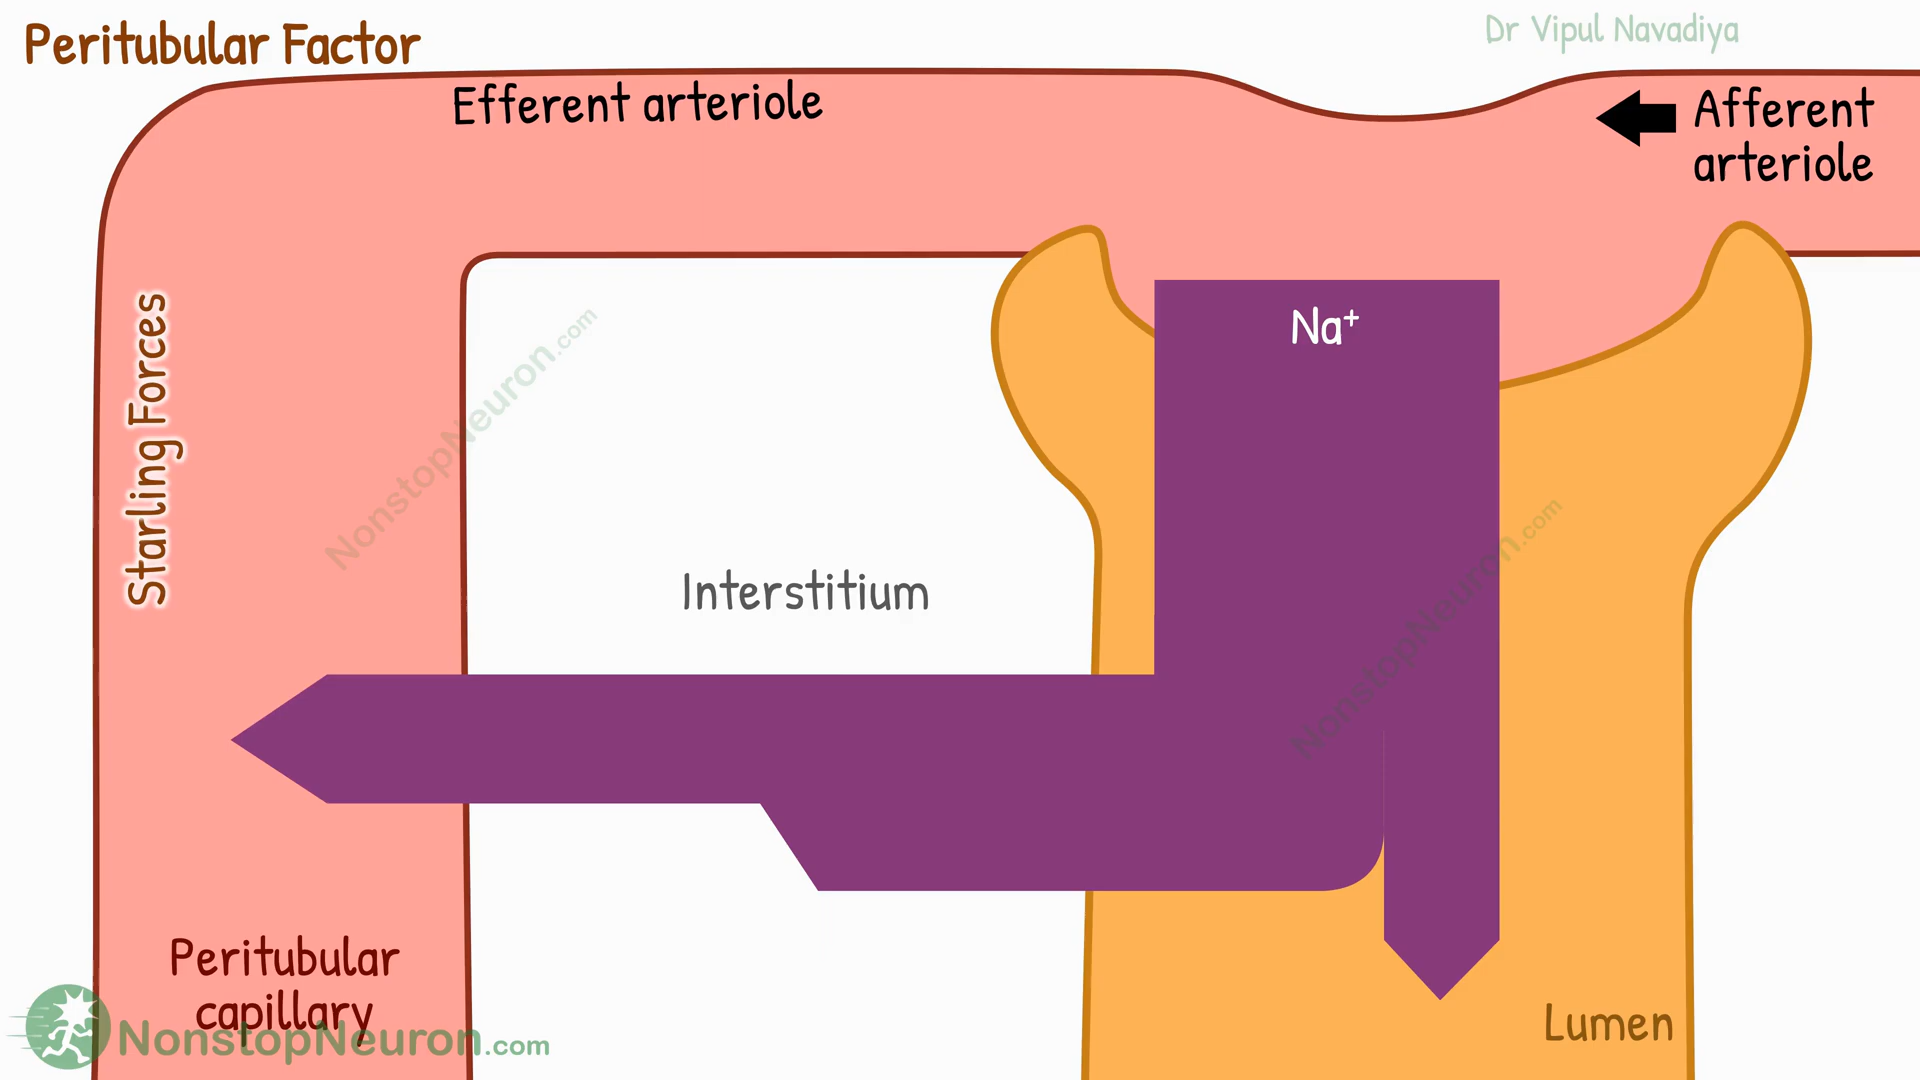 Peritubular Factor
Dr Vipul Navadiya
Efferent arteriole
Afferent
arteriole
Na⁺
Starling Forces
NonstopNeuron.com
Interstitium
NonstopNeuron.com
Peritubular
capillary
NonstopNeuron.com
Lumen